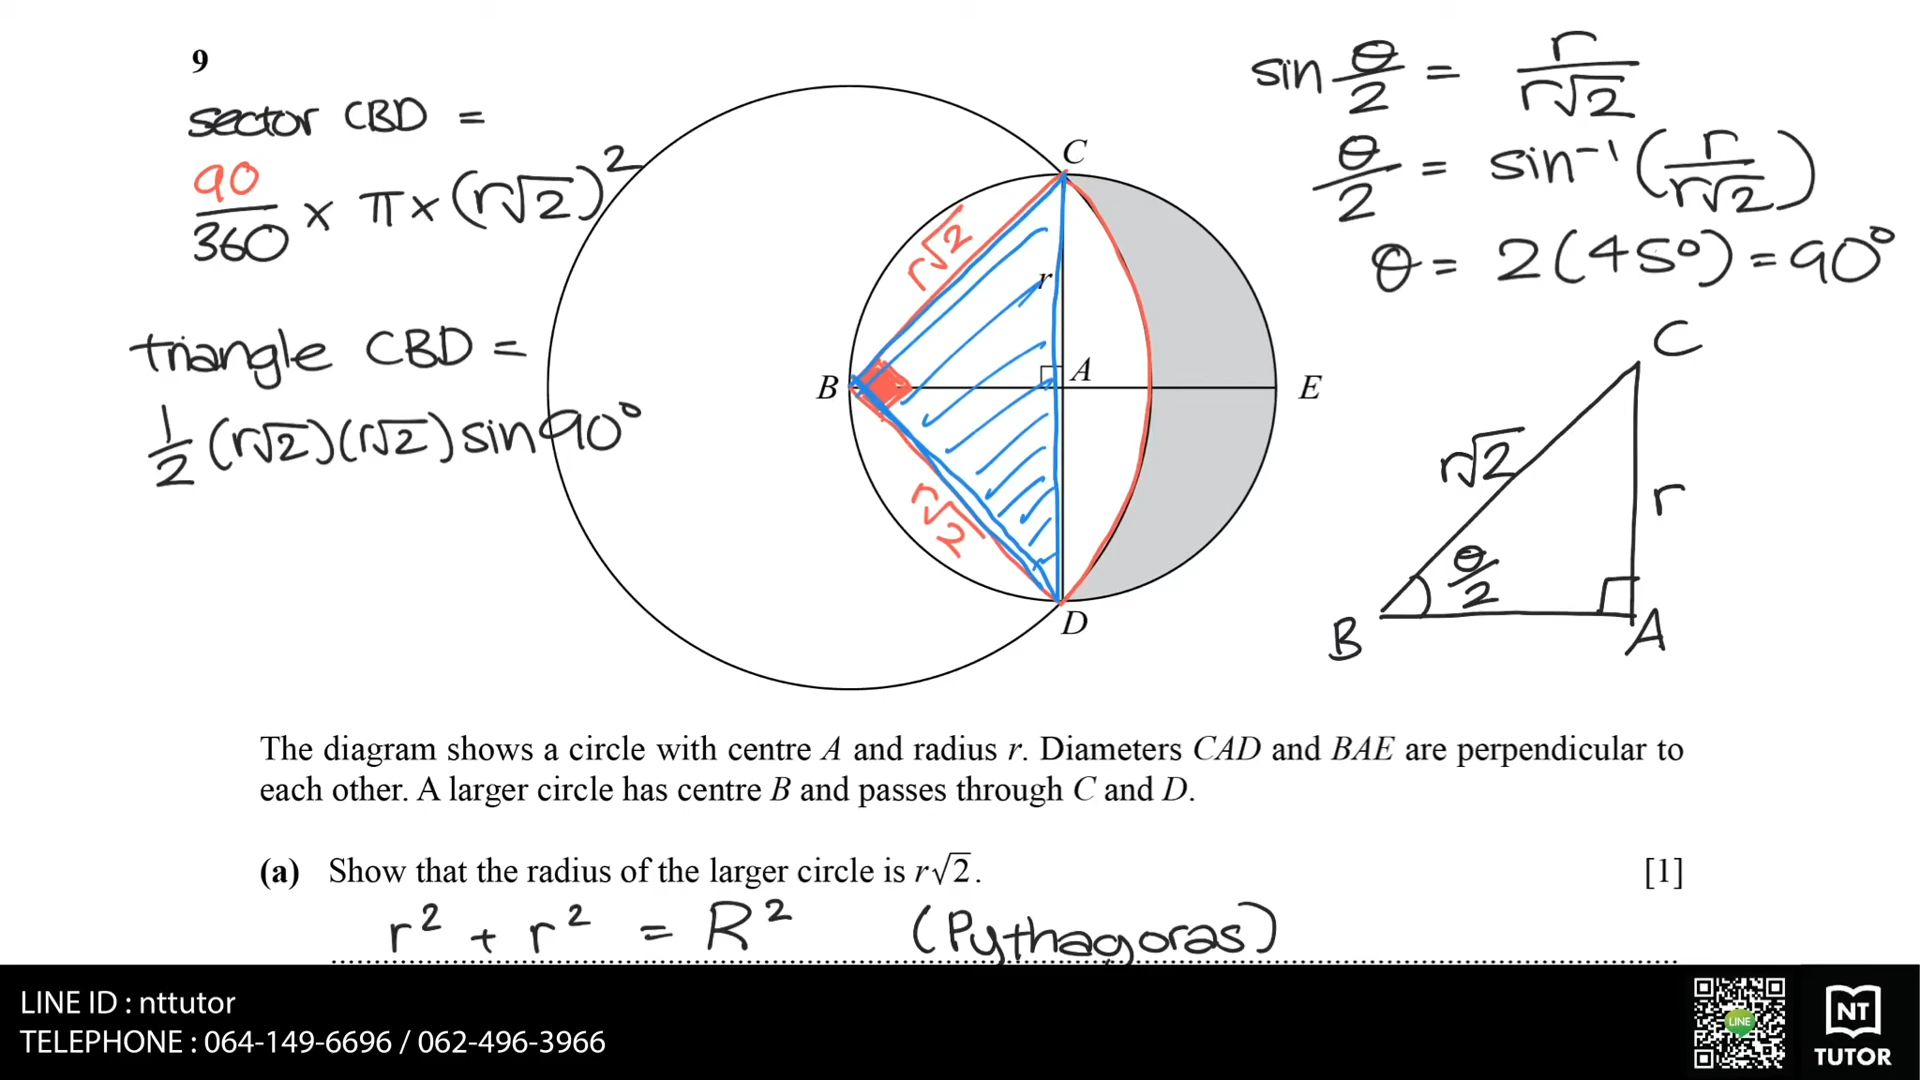 9
sector CBD =
90/360 × π × (r√2)²
triangle CBD =
1/2 (r√2)(r√2) sin 90°
C
r√2
r
B
A
E
r√2
D
sin θ/2 = r/r√2
θ/2 = sin⁻¹ (r/r√2)
θ = 2(45°) = 90°
C
r√2
r
θ/2
B
A
The diagram shows a circle with centre A and radius r. Diameters CAD and BAE are perpendicular to
each other. A larger circle has centre B and passes through C and D.
(a) Show that the radius of the larger circle is r√2. [1]
r² + r² = R² (Pythagoras)
LINE ID : nttutor
TELEPHONE : 064-149-6696 / 062-496-3966
LINE
NT
TUTOR